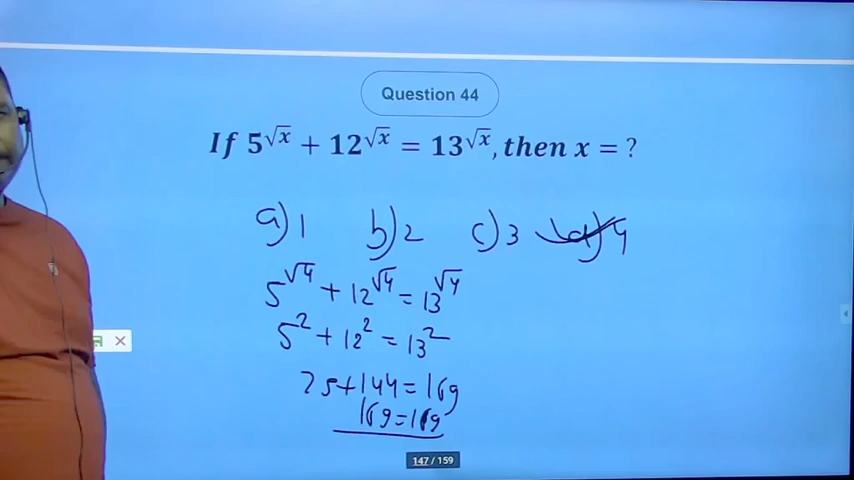 Question 44
If 5^√x + 12^√x = 13^√x, then x = ?
a) 1 b) 2 c) 3 d) 4
5^√4 + 12^√4 = 13^√4
5^2 + 12^2 = 13^2
25+144=169
169=169
147 / 159